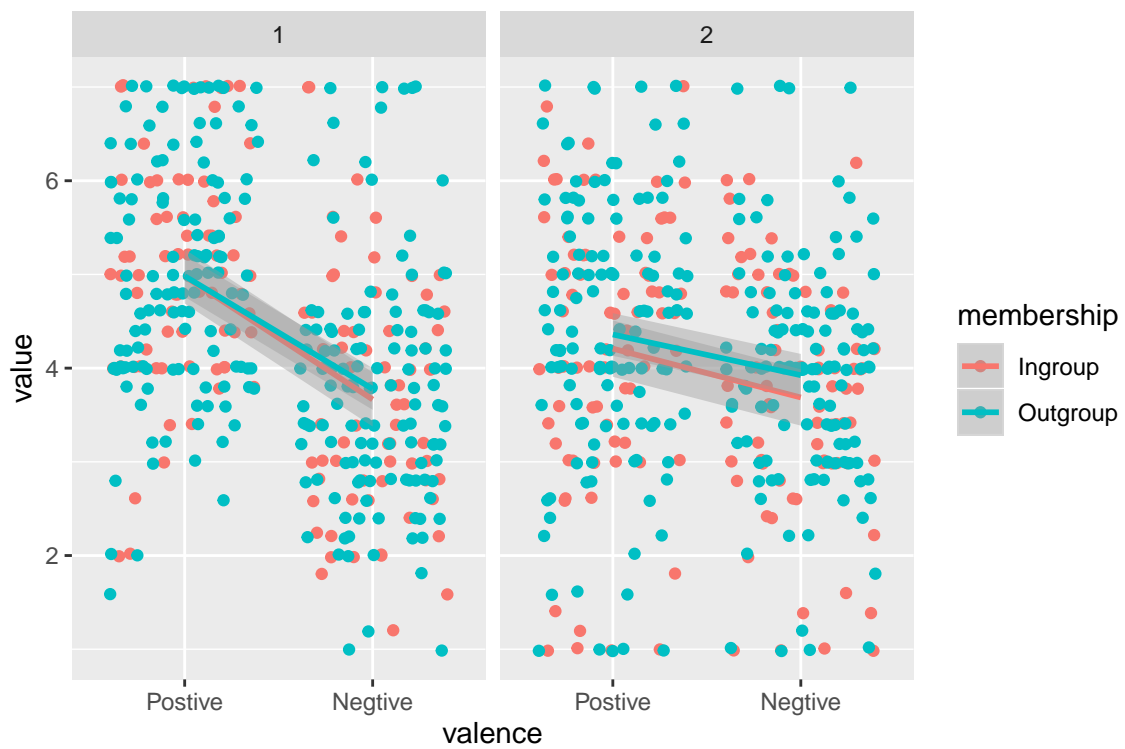 1
2
value
6
4
2
Postive
Negtive
Postive
Negtive
valence
membership
Ingroup
Outgroup